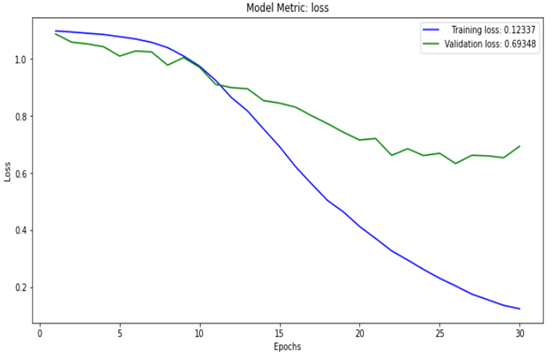 Model Metric: loss
Training loss: 0.12337
Validation loss: 0.69348
1.0
0.8
0.6
0.4
0.2
Loss
0 5 10 15 20 25 30
Epochs